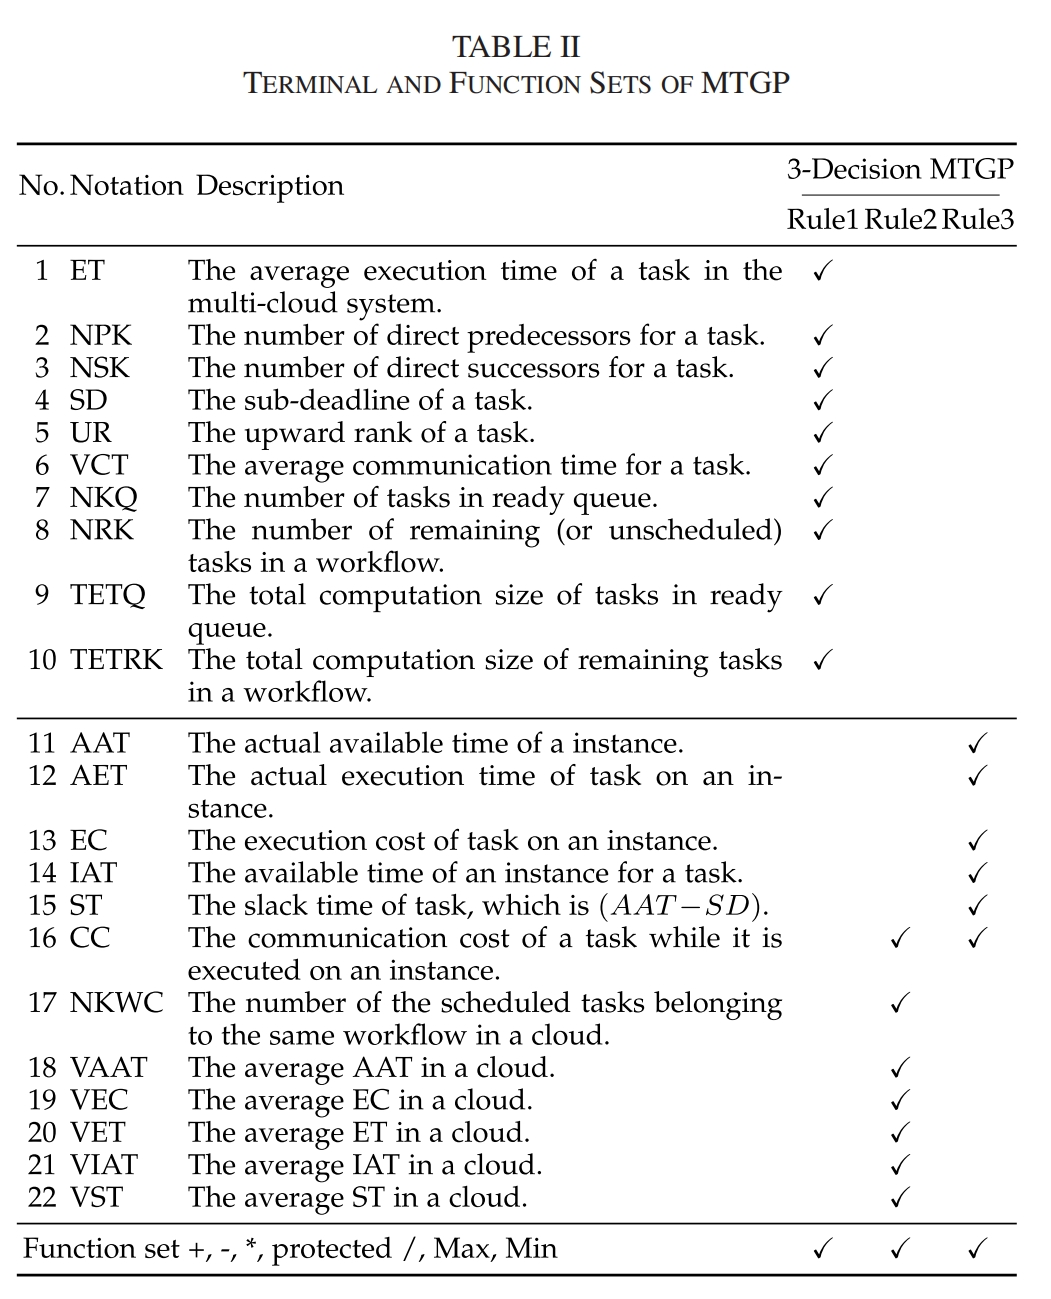 TABLE II
TERMINAL AND FUNCTION SETS OF MTGP
3-Decision MTGP
No. Notation Description
Rule1 Rule2 Rule3
1 ET The average execution time of a task in the ✓
multi-cloud system.
2 NPK The number of direct predecessors for a task. ✓
3 NSK The number of direct successors for a task. ✓
4 SD The sub-deadline of a task. ✓
5 UR The upward rank of a task. ✓
6 VCT The average communication time for a task. ✓
7 NKQ The number of tasks in ready queue. ✓
8 NRK The number of remaining (or unscheduled) ✓
tasks in a workflow.
9 TETQ The total computation size of tasks in ready ✓
queue.
10 TETRK The total computation size of remaining tasks ✓
in a workflow.
11 AAT The actual available time of a instance. ✓
12 AET The actual execution time of task on an in- ✓
stance.
13 EC The execution cost of task on an instance. ✓
14 IAT The available time of an instance for a task. ✓
15 ST The slack time of task, which is (AAT−SD). ✓
16 CC The communication cost of a task while it is ✓ ✓
executed on an instance.
17 NKWC The number of the scheduled tasks belonging ✓
to the same workflow in a cloud.
18 VAAT The average AAT in a cloud. ✓
19 VEC The average EC in a cloud. ✓
20 VET The average ET in a cloud. ✓
21 VIAT The average IAT in a cloud. ✓
22 VST The average ST in a cloud. ✓
Function set +, -, *, protected /, Max, Min ✓ ✓ ✓